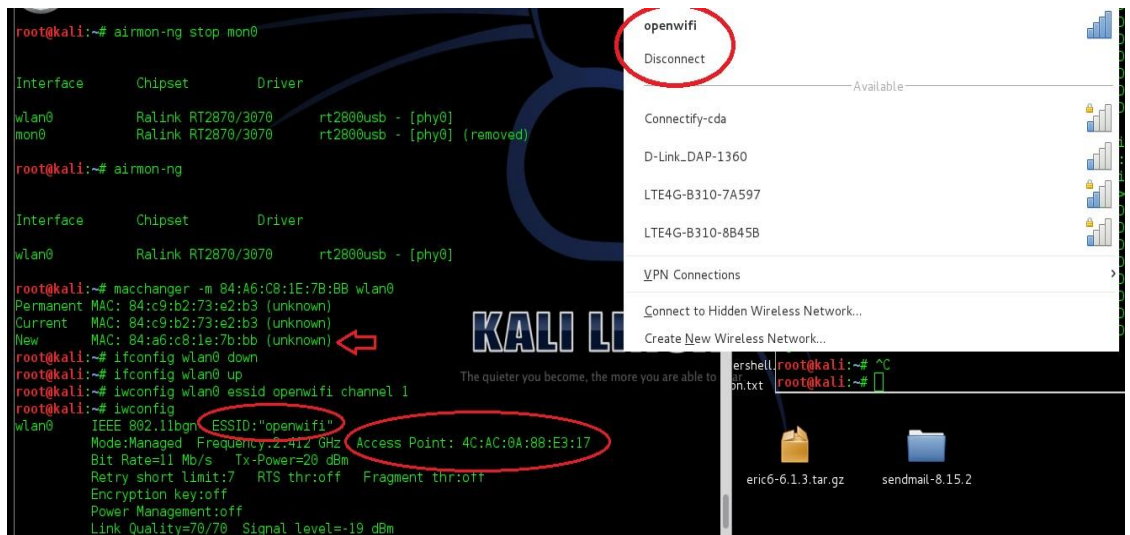 root@kali:~# airmon-ng stop mon0
Interface Chipset Driver
wlan0 Ralink RT2870/3070 rt2800usb - [phy0]
mon0 Ralink RT2870/3070 rt2800usb - [phy0] (removed)
root@kali:~# airmon-ng
Interface Chipset Driver
wlan0 Ralink RT2870/3070 rt2800usb - [phy0]
root@kali:~# macchanger -m 84:A6:C8:1E:7B:BB wlan0
Permanent MAC: 84:c9:b2:73:e2:b3 (unknown)
Current MAC: 84:c9:b2:73:e2:b3 (unknown)
New MAC: 84:a6:c8:1e:7b:bb (unknown)
root@kali:~# ifconfig wlan0 down
root@kali:~# ifconfig wlan0 up
root@kali:~# iwconfig wlan0 essid openwifi channel 1
root@kali:~# iwconfig
wlan0 IEEE 802.11bgn ESSID:"openwifi"
Mode:Managed Frequency:2.412 GHz Access Point: 4C:AC:0A:88:E3:17
Bit Rate=11 Mb/s Tx-Power=20 dBm
Retry short limit:7 RTS thr:off Fragment thr:off
Encryption key:off
Power Management:off
Link Quality=70/70 Signal level=-19 dBm
KALI LI
The quieter you become, the more you are able to
openwifi
Disconnect
Available
Connectify-cda
D-Link_DAP-1360
LTE4G-B310-7A597
LTE4G-B310-8B45B
VPN Connections
Connect to Hidden Wireless Network...
Create New Wireless Network...
ershell.
on.txt
root@kali:~# ^C
root@kali:~#
eric6-6.1.3.tar.gz
sendmail-8.15.2